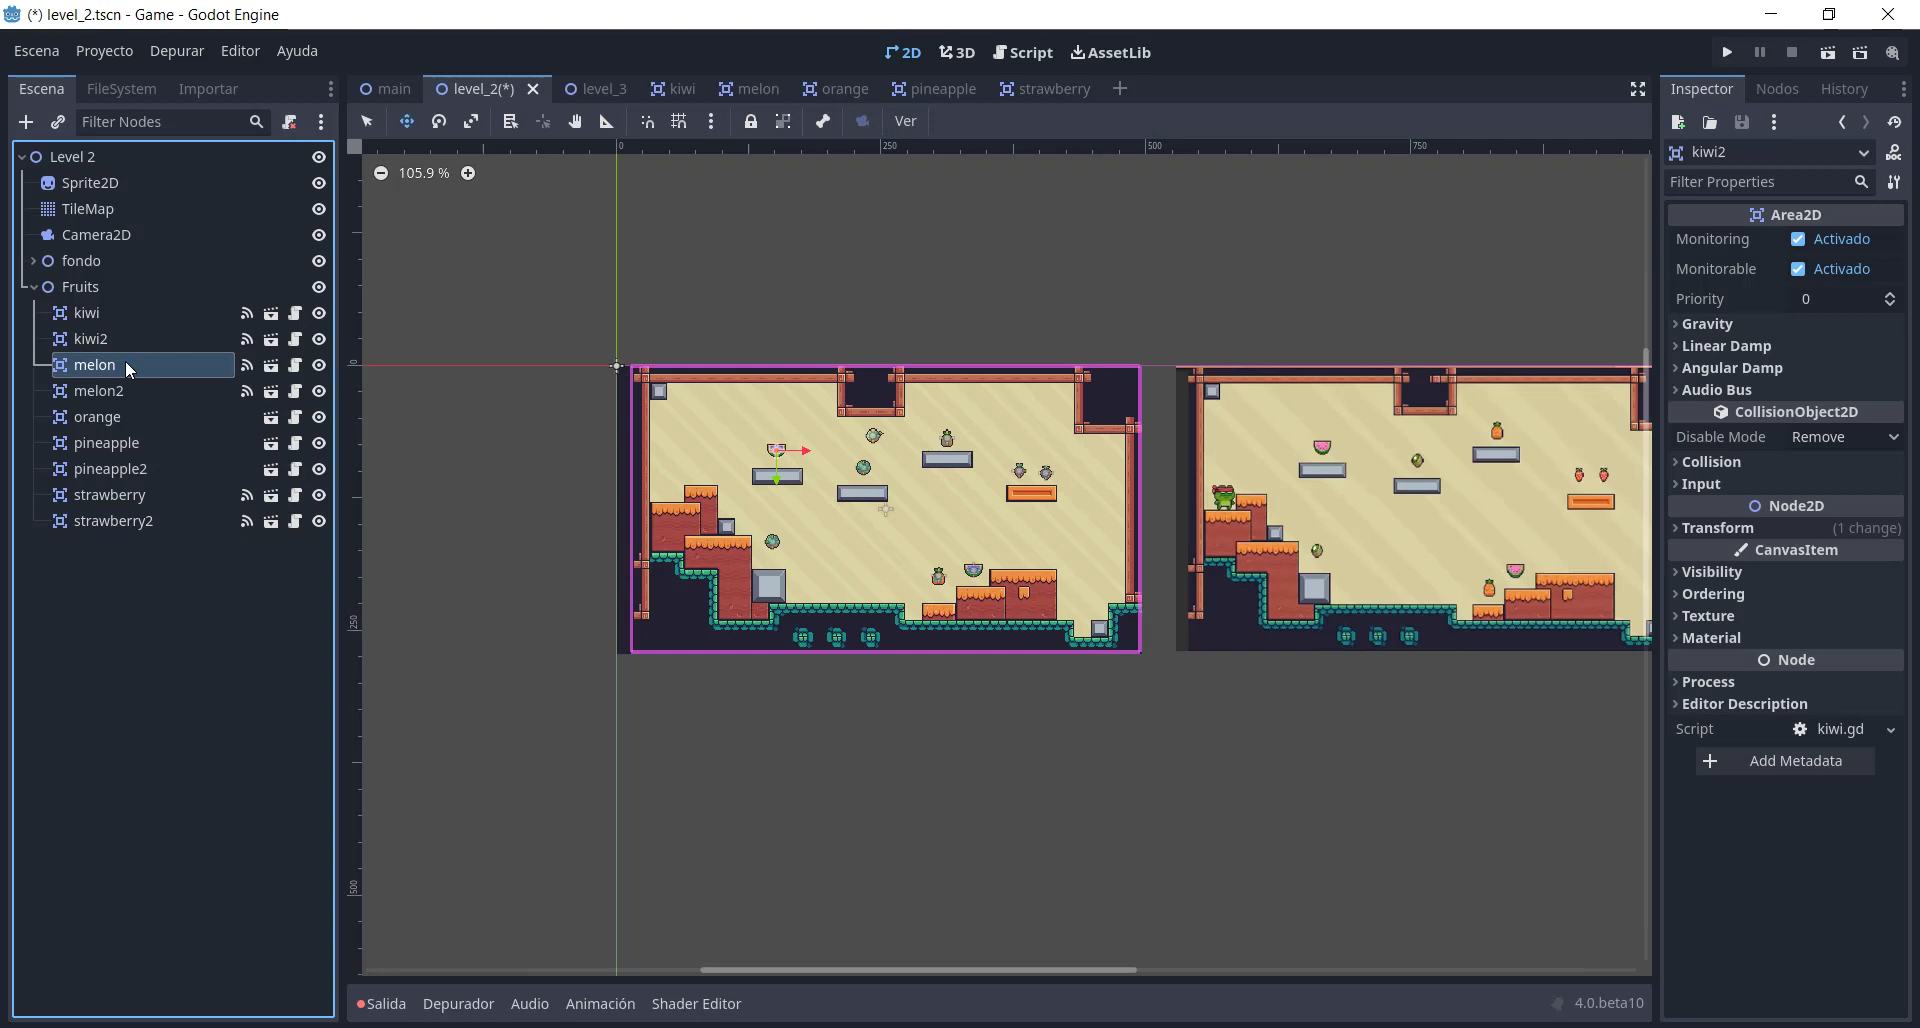 (*) level_2.tscn - Game - Godot Engine
Escena Proyecto Depurar Editor Ayuda
2D 3D Script AssetLib
Escena FileSystem Importar
main level_2(*) level_3 kiwi melon orange pineapple strawberry
Inspector Nodos History
Filter Nodes
Ver
Level 2
Sprite2D
TileMap
Camera2D
fondo
Fruits
kiwi
kiwi2
melon
melon2
orange
pineapple
pineapple2
strawberry
strawberry2
0 250 500 750
105.9 %
0
250
500
kiwi2
DOC
Filter Properties
Area2D
Monitoring Activado
Monitorable Activado
Priority 0
Gravity
Linear Damp
Angular Damp
Audio Bus
CollisionObject2D
Disable Mode Remove
Collision
Input
Node2D
Transform (1 change)
CanvasItem
Visibility
Ordering
Texture
Material
Node
Process
Editor Description
Script kiwi.gd
Add Metadata
Salida Depurador Audio Animación Shader Editor
4.0.beta10